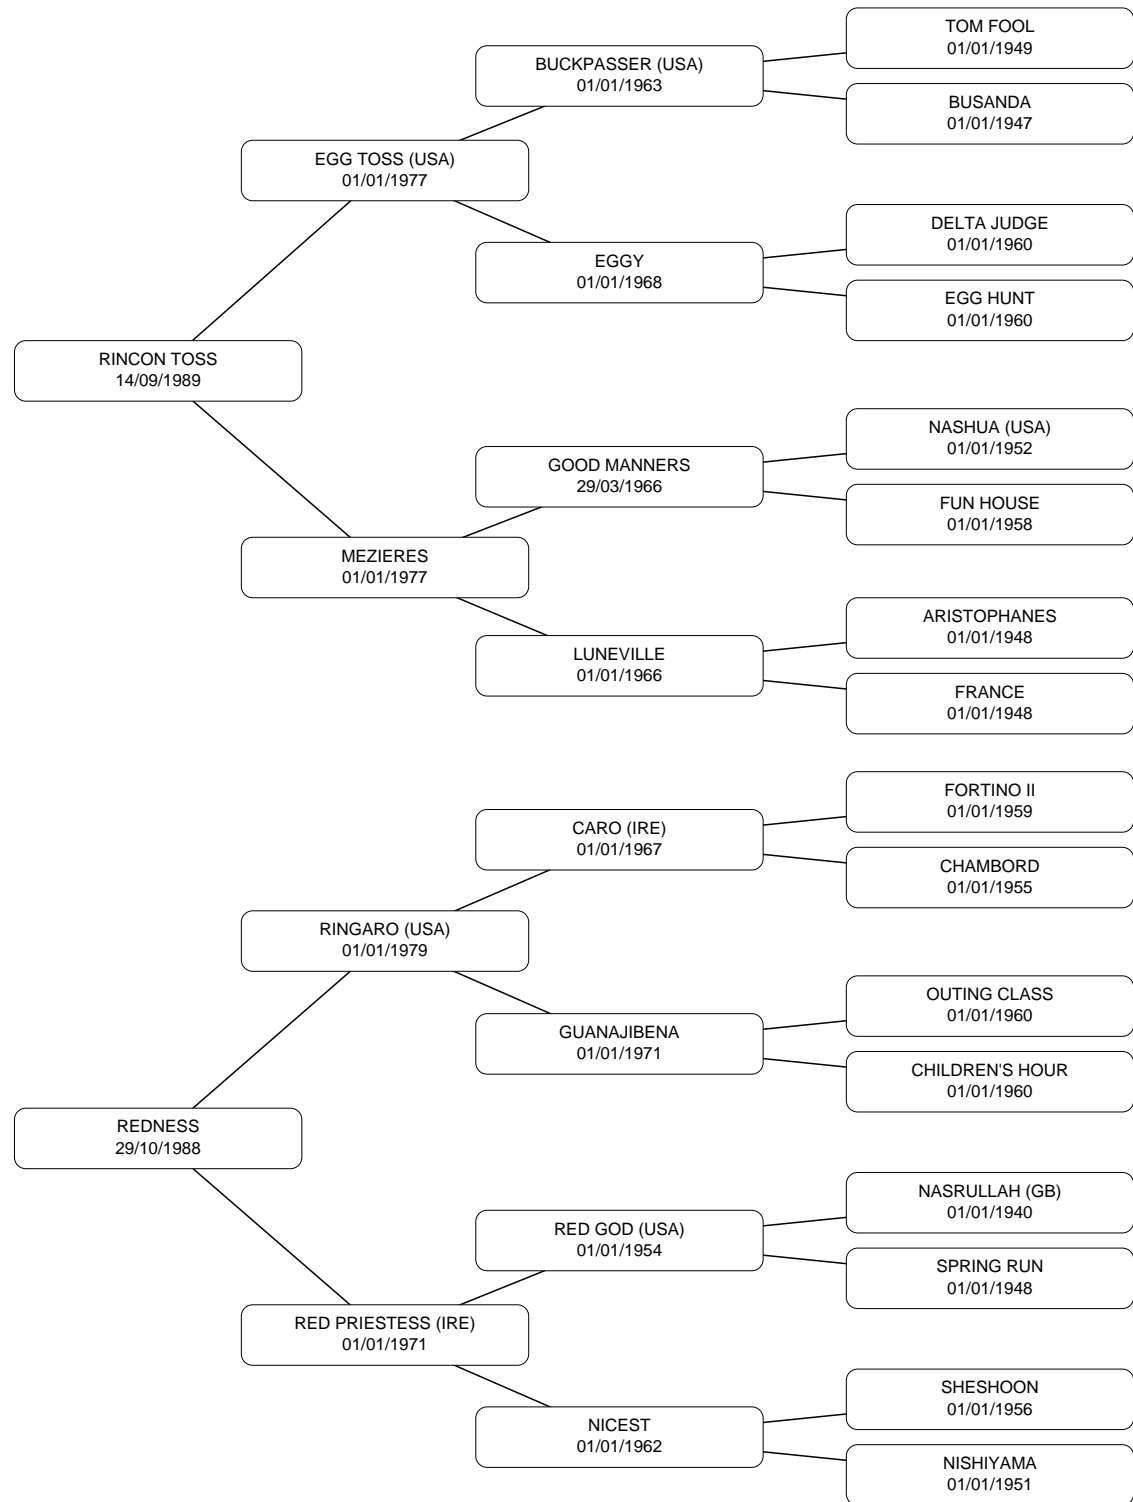 TOM FOOL
01/01/1949
BUCKPASSER (USA)
01/01/1963
BUSANDA
01/01/1947
EGG TOSS (USA)
01/01/1977
DELTA JUDGE
01/01/1960
EGGY
01/01/1968
EGG HUNT
01/01/1960
RINCON TOSS
14/09/1989
NASHUA (USA)
01/01/1952
GOOD MANNERS
29/03/1966
FUN HOUSE
01/01/1958
MEZIERES
01/01/1977
ARISTOPHANES
01/01/1948
LUNEVILLE
01/01/1966
FRANCE
01/01/1948
FORTINO II
01/01/1959
CARO (IRE)
01/01/1967
CHAMBORD
01/01/1955
RINGARO (USA)
01/01/1979
OUTING CLASS
01/01/1960
GUANAJIBENA
01/01/1971
CHILDREN'S HOUR
01/01/1960
REDNESS
29/10/1988
NASRULLAH (GB)
01/01/1940
RED GOD (USA)
01/01/1954
SPRING RUN
01/01/1948
RED PRIESTESS (IRE)
01/01/1971
SHESHOON
01/01/1956
NICEST
01/01/1962
NISHIYAMA
01/01/1951